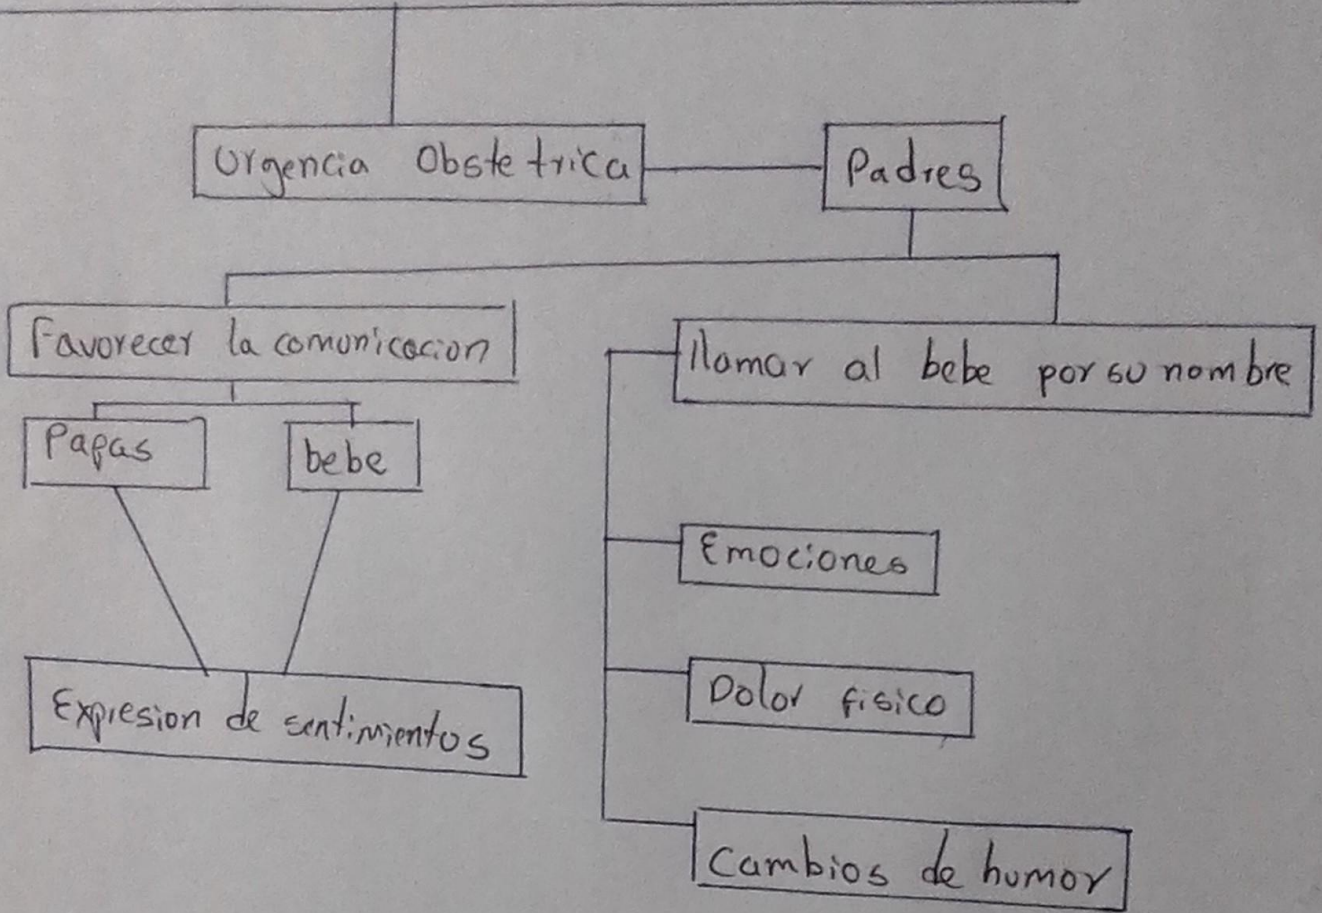 Urgencia Obstetrica
Padres
Favorecer la comunicacion
llamar al bebe por su nombre
Papas
bebe
Emociones
Dolor fisico
Expresion de sentimientos
Cambios de humor